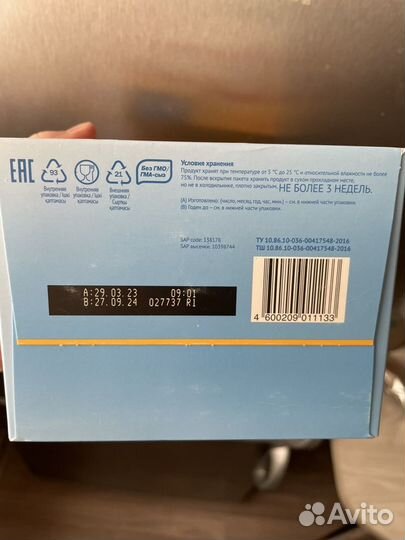 EAC
93
21
Без ГМО/
ГМА-сыз
Внутренняя
упаковка / Ішкі
қаптамасы
Внутренняя
упаковка / Ішкі
қаптамасы
Внешняя
упаковка /
Сыртқы
қаптамасы
Условия хранения
Продукт хранят при температуре от 5 °С до 25 °С и относительной влажности не более
75%. После вскрытия пакета хранить продукт в сухом прохладном месте,
но не в холодильнике, плотно закрытым. НЕ БОЛЕЕ 3 НЕДЕЛЬ.
(А) Изготовлено: (число, месяц, год, час, мин.) – см. в нижней части упаковки.
(В) Годен до – см. в нижней части упаковки.
SAP code: 138178
SAP высечки: 10398744
ТУ 10.86.10-036-00417548-2016
ТШ 10.86.10-036-00417548-2016
A:29.03.23 09:01
B:27.09.24 027737 R1
4 600209 011133
Avito